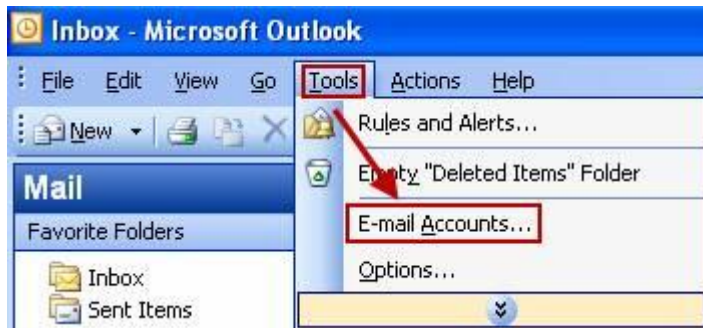 Inbox - Microsoft Outlook
File Edit View Go Tools Actions Help
New
Rules and Alerts...
Empty "Deleted Items" Folder
Mail
E-mail Accounts...
Favorite Folders
Options...
Inbox
Sent Items